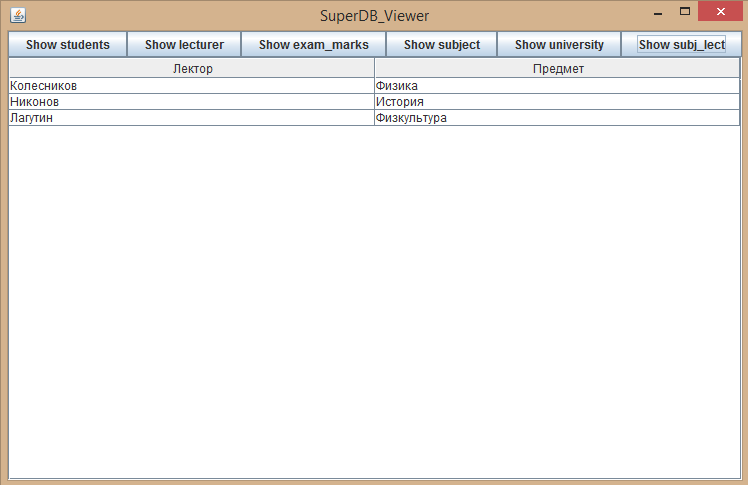 SuperDB_Viewer
Show students Show lecturer Show exam_marks Show subject Show university Show subj_lect
Лектор Предмет
Колесников Физика
Никонов История
Лагутин Физкультура